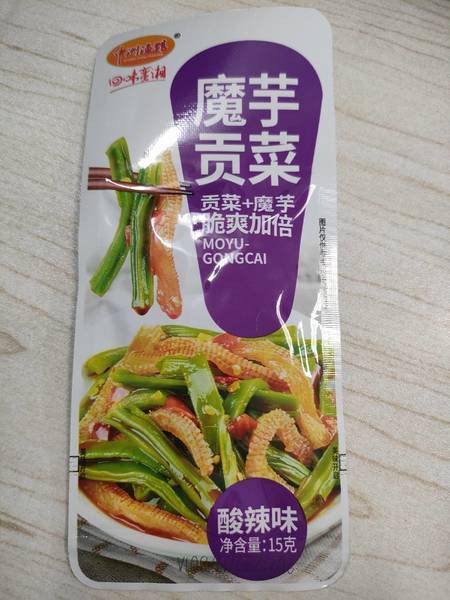 回味臺湘
魔芋
贡菜
贡菜+魔芋
脆爽加倍
MOYU-
GONGCAI
酸辣味
净含量:15克